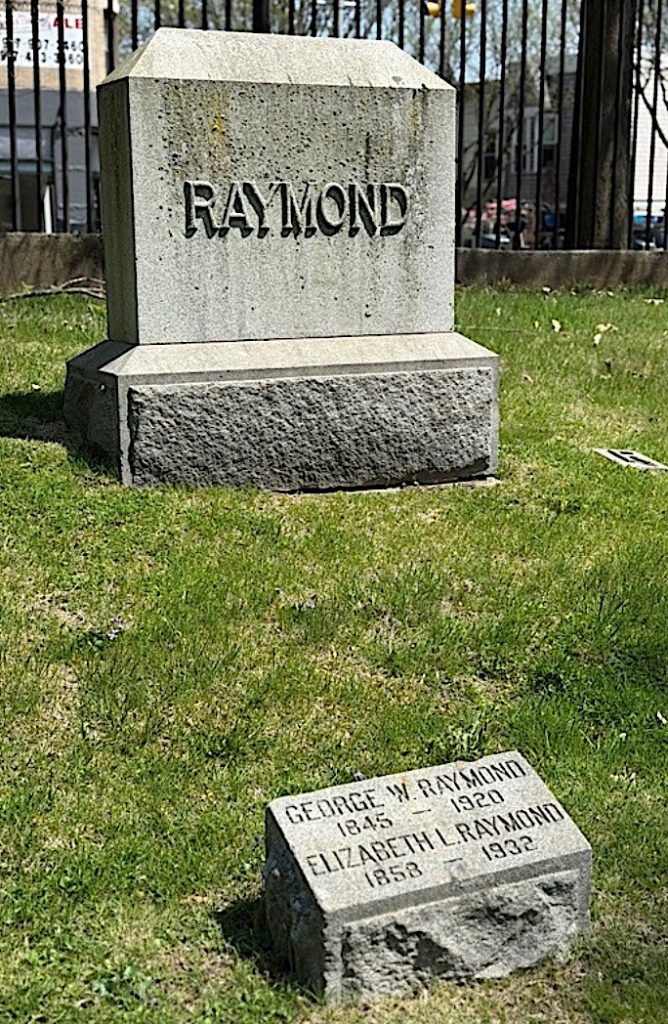 RAYMOND
GEORGE W. RAYMOND
1845 – 1920
ELIZABETH L. RAYMOND
1858 – 1932